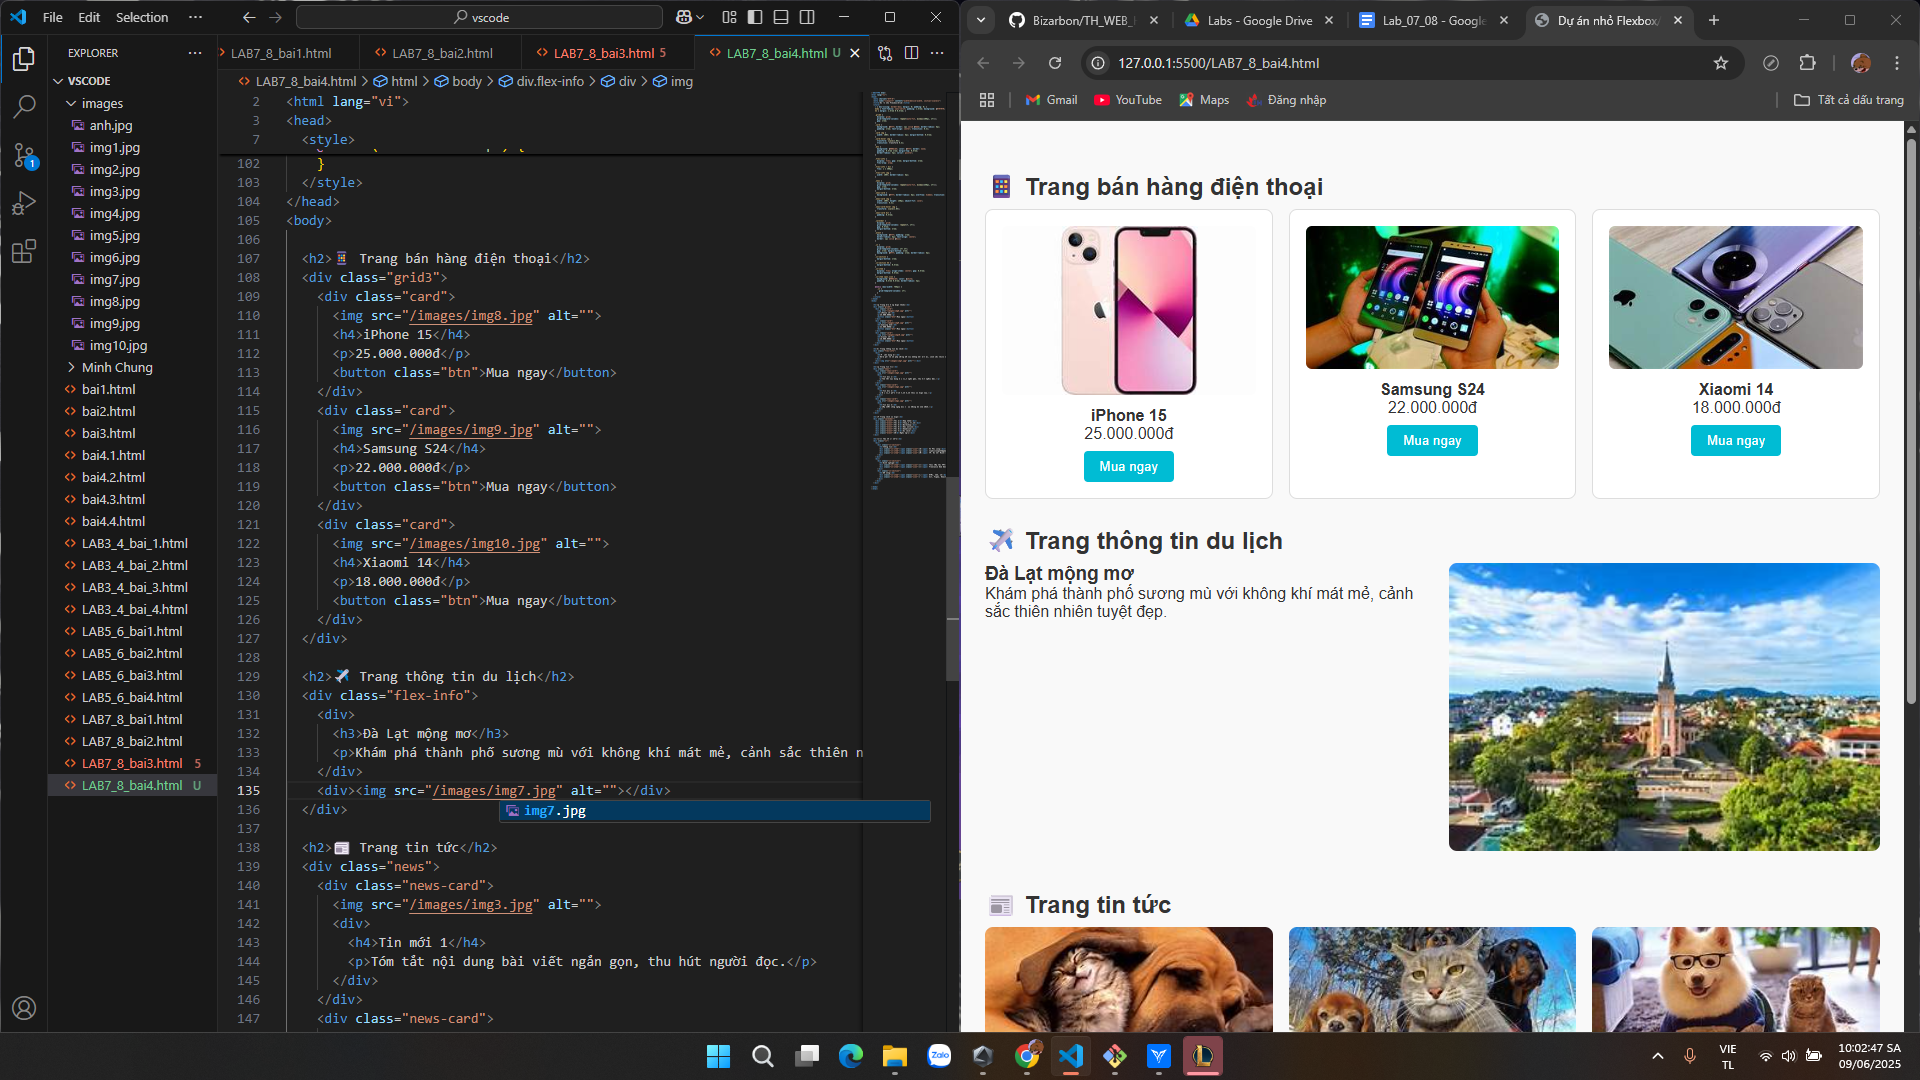 File Edit Selection ···
vscode
EXPLORER
VSCODE
images
anh.jpg
img1.jpg
img2.jpg
img3.jpg
img4.jpg
img5.jpg
img6.jpg
img7.jpg
img8.jpg
img9.jpg
img10.jpg
Minh Chung
bai1.html
bai2.html
bai3.html
bai4.1.html
bai4.2.html
bai4.3.html
bai4.4.html
LAB3_4_bai_1.html
LAB3_4_bai_2.html
LAB3_4_bai_3.html
LAB3_4_bai_4.html
LAB5_6_bai1.html
LAB5_6_bai2.html
LAB5_6_bai3.html
LAB5_6_bai4.html
LAB7_8_bai1.html
LAB7_8_bai2.html
LAB7_8_bai3.html 5
LAB7_8_bai4.html U
1
LAB7_8_bai1.html LAB7_8_bai2.html LAB7_8_bai3.html 5 LAB7_8_bai4.html U
LAB7_8_bai4.html > html > body > div.flex-info > div > img
2 <html lang="vi">
3 <head>
7 <style>
102 }
103 </style>
104 </head>
105 <body>
106
107 <h2>📱 Trang bán hàng điện thoại</h2>
108 <div class="grid3">
109 <div class="card">
110 <img src="/images/img8.jpg" alt="">
111 <h4>iPhone 15</h4>
112 <p>25.000.000đ</p>
113 <button class="btn">Mua ngay</button>
114 </div>
115 <div class="card">
116 <img src="/images/img9.jpg" alt="">
117 <h4>Samsung S24</h4>
118 <p>22.000.000đ</p>
119 <button class="btn">Mua ngay</button>
120 </div>
121 <div class="card">
122 <img src="/images/img10.jpg" alt="">
123 <h4>Xiaomi 14</h4>
124 <p>18.000.000đ</p>
125 <button class="btn">Mua ngay</button>
126 </div>
127 </div>
128
129 <h2>✈️ Trang thông tin du lịch</h2>
130 <div class="flex-info">
131 <div>
132 <h3>Đà Lạt mộng mơ</h3>
133 <p>Khám phá thành phố sương mù với không khí mát mẻ, cảnh sắc thiên n
134 </div>
135 <div><img src="/images/img7.jpg" alt=""></div>
136 </div>
img7.jpg
137
138 <h2>📰 Trang tin tức</h2>
139 <div class="news">
140 <div class="news-card">
141 <img src="/images/img3.jpg" alt="">
142 <div>
143 <h4>Tin mới 1</h4>
144 <p>Tóm tắt nội dung bài viết ngắn gọn, thu hút người đọc.</p>
145 </div>
146 </div>
147 <div class="news-card">
Bizarbon/TH_WEB_ Labs - Google Drive Lab_07_08 - Google Dự án nhỏ Flexbox/
127.0.0.1:5500/LAB7_8_bai4.html
Gmail YouTube Maps Đăng nhập Tất cả dấu trang
Trang bán hàng điện thoại
iPhone 15
25.000.000đ
Mua ngay
Samsung S24
22.000.000đ
Mua ngay
Xiaomi 14
18.000.000đ
Mua ngay
Trang thông tin du lịch
Đà Lạt mộng mơ
Khám phá thành phố sương mù với không khí mát mẻ, cảnh
sắc thiên nhiên tuyệt đẹp.
Trang tin tức
Zalo
VIE
TL
10:02:47 SA
09/06/2025